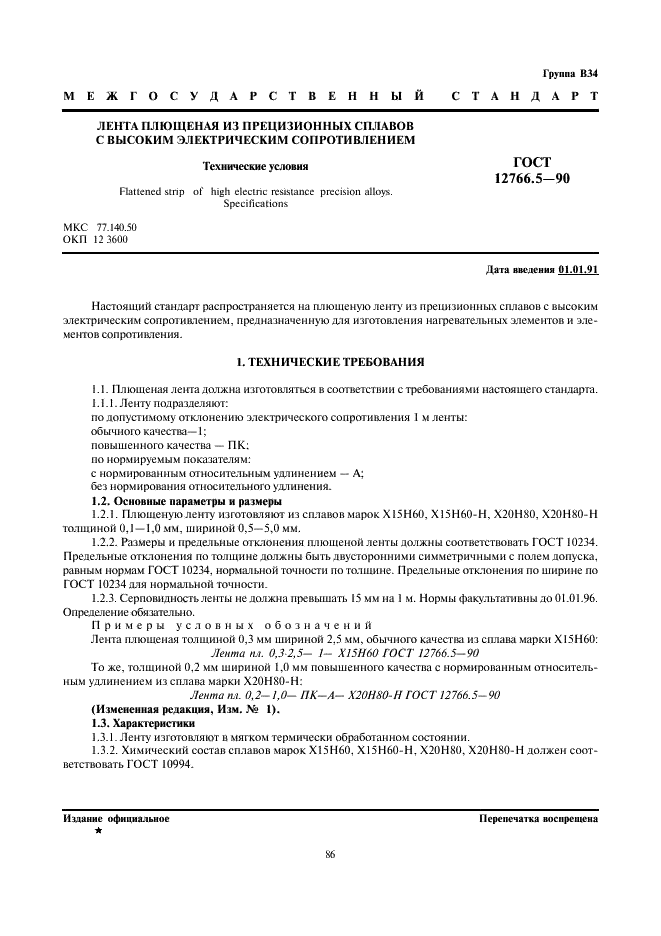 Группа В34
МЕЖГОСУДАРСТВЕННЫЙ СТАНДАРТ
ЛЕНТА ПЛЮЩЕНАЯ ИЗ ПРЕЦИЗИОННЫХ СПЛАВОВ
С ВЫСОКИМ ЭЛЕКТРИЧЕСКИМ СОПРОТИВЛЕНИЕМ
Технические условия
Flattened strip of high electric resistance precision alloys.
Specifications
ГОСТ
12766.5—90
МКС 77.140.50
ОКП 12 3600
Дата введения 01.01.91
Настоящий стандарт распространяется на плющеную ленту из прецизионных сплавов с высоким
электрическим сопротивлением, предназначенную для изготовления нагревательных элементов и эле-
ментов сопротивления.
1. ТЕХНИЧЕСКИЕ ТРЕБОВАНИЯ
1.1. Плющеная лента должна изготовляться в соответствии с требованиями настоящего стандарта.
1.1.1. Ленту подразделяют:
по допустимому отклонению электрического сопротивления 1 м ленты:
обычного качества—1;
повышенного качества — ПК;
по нормируемым показателям:
с нормированным относительным удлинением — А;
без нормирования относительного удлинения.
1.2. Основные параметры и размеры
1.2.1. Плющеную ленту изготовляют из сплавов марок Х15Н60, Х15Н60-Н, Х20Н80, Х20Н80-Н
толщиной 0,1—1,0 мм, шириной 0,5—5,0 мм.
1.2.2. Размеры и предельные отклонения плющеной ленты должны соответствовать ГОСТ 10234.
Предельные отклонения по толщине должны быть двусторонними симметричными с полем допуска,
равным нормам ГОСТ 10234, нормальной точности по толщине. Предельные отклонения по ширине по
ГОСТ 10234 для нормальной точности.
1.2.3. Серповидность ленты не должна превышать 15 мм на 1 м. Нормы факультативны до 01.01.96.
Определение обязательно.
Примеры условных обозначений
Лента плющеная толщиной 0,3 мм шириной 2,5 мм, обычного качества из сплава марки Х15Н60:
Лента пл. 0,3-2,5— 1— Х15Н60 ГОСТ 12766.5—90
То же, толщиной 0,2 мм шириной 1,0 мм повышенного качества с нормированным относитель-
ным удлинением из сплава марки Х20Н80-Н:
Лента пл. 0,2—1,0— ПК—А— Х20Н80-Н ГОСТ 12766.5—90
(Измененная редакция, Изм. № 1).
1.3. Характеристики
1.3.1. Ленту изготовляют в мягком термически обработанном состоянии.
1.3.2. Химический состав сплавов марок Х15Н60, Х15Н60-Н, Х20Н80, Х20Н80-Н должен соот-
ветствовать ГОСТ 10994.
Издание официальное
Перепечатка воспрещена
★
86